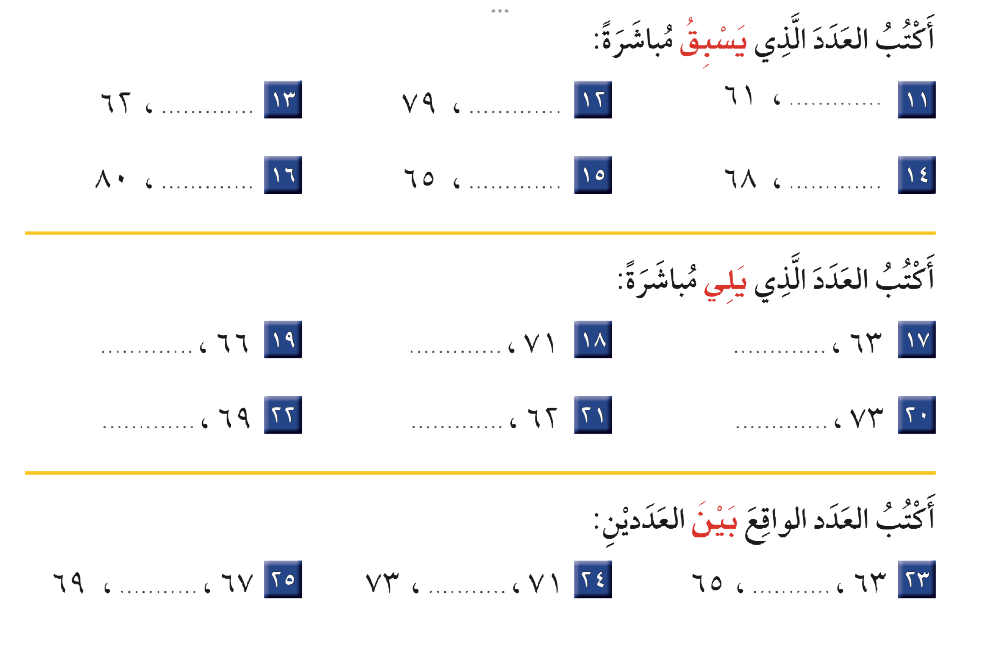 أَكْتُبُ العَدَدَ الَّذِي يَسْبِقُ مُباشَرَةً:
١١ ............. ، ٦١ ١٢ ............. ، ٧٩ ١٣ ............. ، ٦٢
١٤ ............. ، ٦٨ ١٥ ............. ، ٦٥ ١٦ ............. ، ٨٠
أَكْتُبُ العَدَدَ الَّذِي يَلِي مُباشَرَةً:
١٧ ٦٣ ، ............. ١٨ ٧١ ، ............. ١٩ ٦٦ ، .............
٢٠ ٧٣ ، ............. ٢١ ٦٢ ، ............. ٢٢ ٦٩ ، .............
أَكْتُبُ العَدَد الواقِعَ بَيْنَ العَدَديْنِ:
٢٣ ٦٣ ، ........... ، ٦٥ ٢٤ ٧١ ، ........... ، ٧٣ ٢٥ ٦٧ ، ........... ، ٦٩